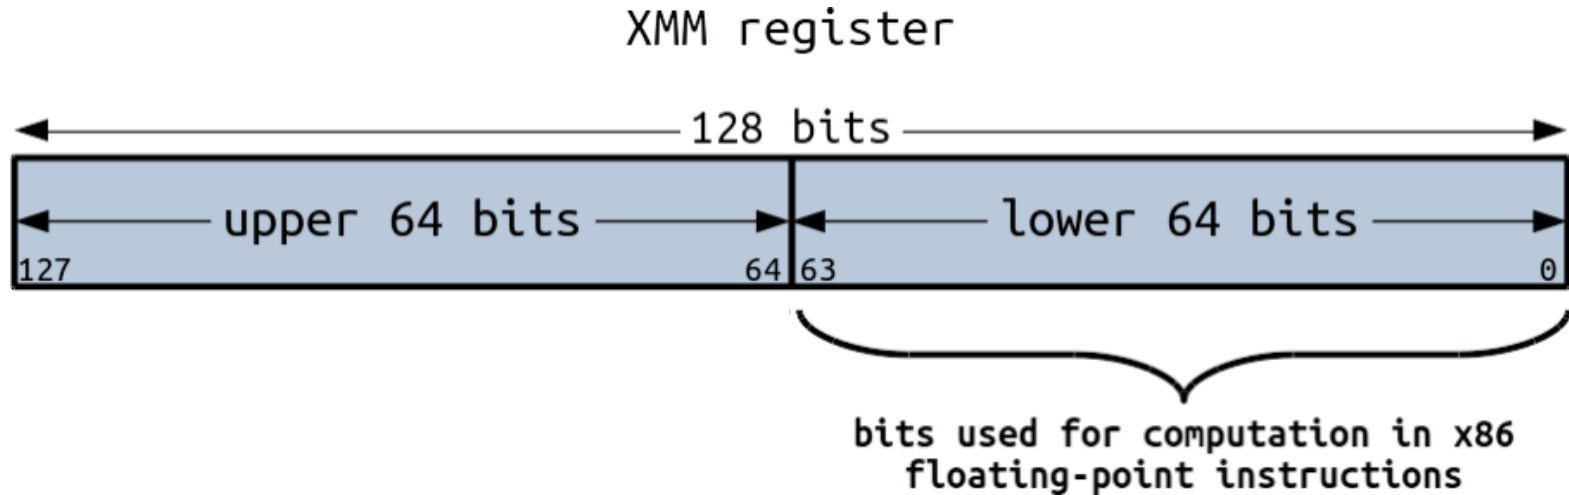 XMM register
128 bits
upper 64 bits
lower 64 bits
127
64
63
0
bits used for computation in x86
floating-point instructions